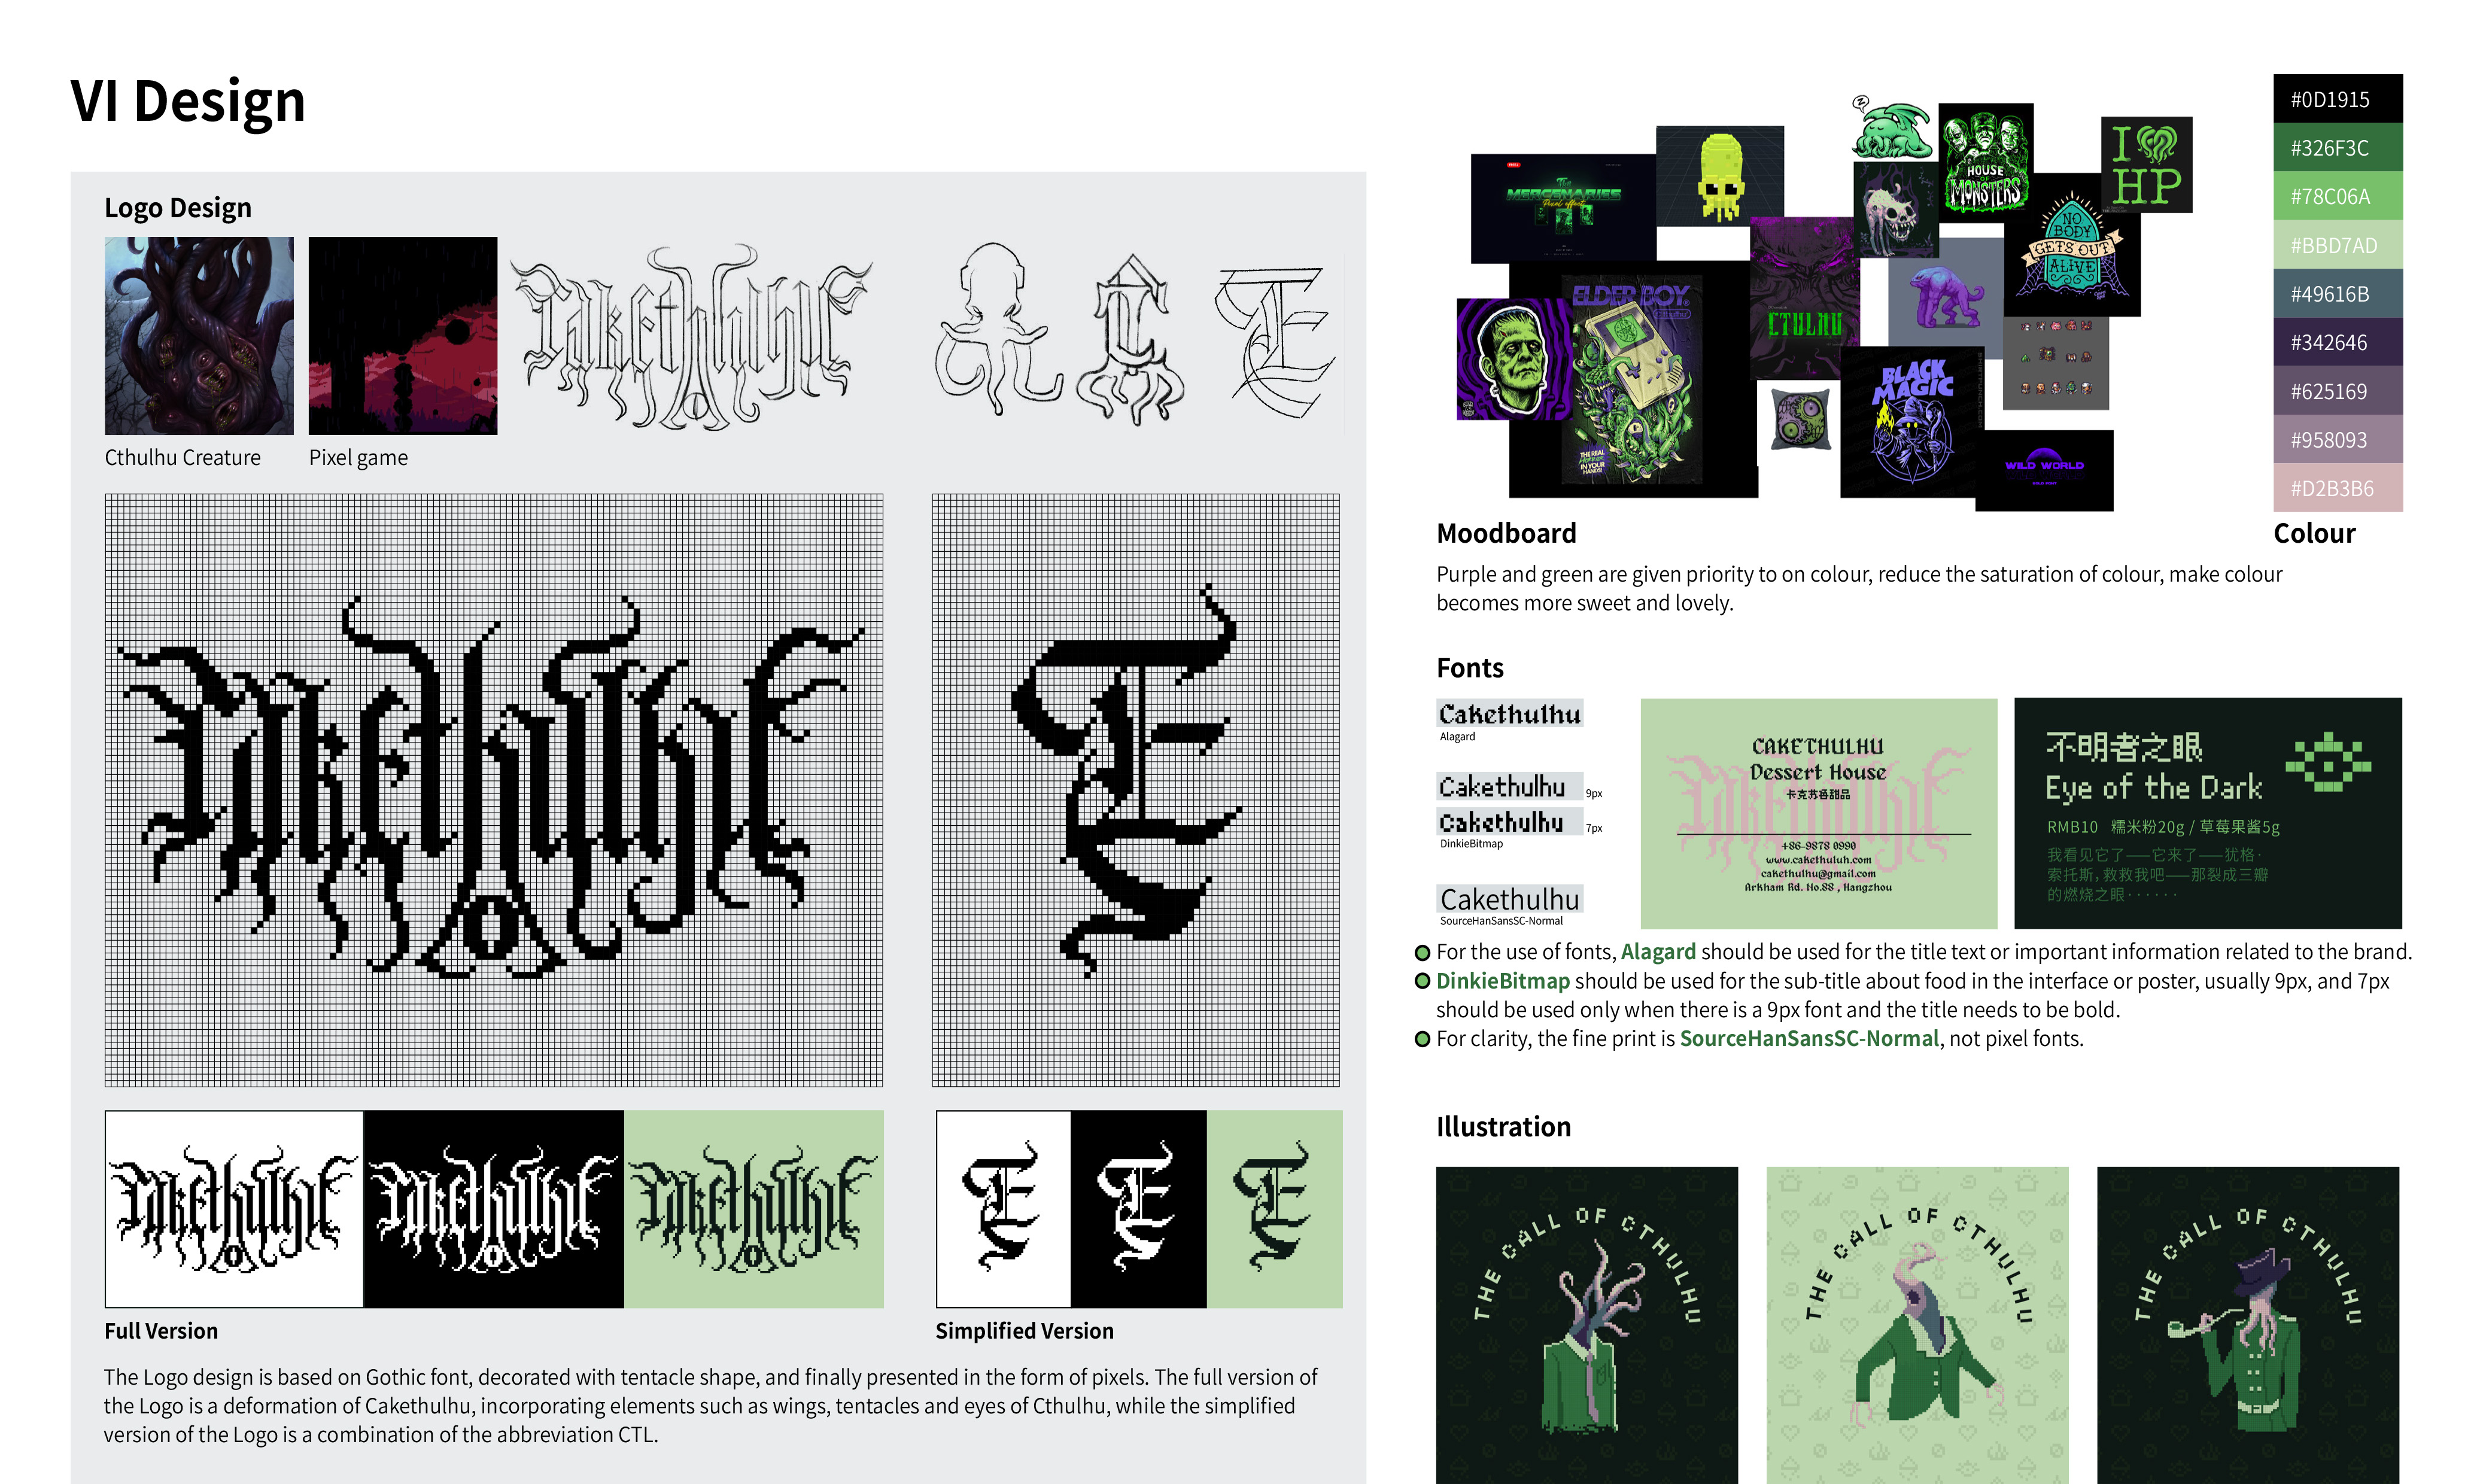 VI Design
Logo Design
Cthulhu Creature
Pixel game
Cakethulhu
Full Version
Simplified Version
The Logo design is based on Gothic font, decorated with tentacle shape, and finally presented in the form of pixels. The full version of
the Logo is a deformation of Cakethulhu, incorporating elements such as wings, tentacles and eyes of Cthulhu, while the simplified
version of the Logo is a combination of the abbreviation CTL.
The
MERCENARIES
Pixel effect
HOUSE
OF
MONSTERS
I
HP
NO
BODY
GETS OUT
ALIVE
ELDER BOY
CTULHU
THE REAL
HORROR
IN YOUR
HANDS!
BLACK
MAGIC
WILD WORLD
#0D1915
#326F3C
#78C06A
#BBD7AD
#49616B
#342646
#625169
#958093
#D2B3B6
Moodboard
Colour
Purple and green are given priority to on colour, reduce the saturation of colour, make colour
becomes more sweet and lovely.
Fonts
Cakethulhu
Alagard
Cakethulhu 9px
Cakethulhu 7px
DinkieBitmap
Cakethulhu
SourceHanSansSC-Normal
CAKETHULHU
Dessert House
卡克苏鲁甜品
+86-9878 0990
www.cakethuluh.com
cakethulhu@gmail.com
Arkham Rd. No.88 , Hangzhou
不明者之眼
Eye of the Dark
RMB10 糯米粉20g / 草莓果酱5g
我看见它了——它来了——犹格·
索托斯，救救我吧——那裂成三瓣
的燃烧之眼······
For the use of fonts, Alagard should be used for the title text or important information related to the brand.
DinkieBitmap should be used for the sub-title about food in the interface or poster, usually 9px, and 7px
should be used only when there is a 9px font and the title needs to be bold.
For clarity, the fine print is SourceHanSansSC-Normal, not pixel fonts.
Illustration
THE CALL OF CTHULHU
THE CALL OF CTHULHU
THE CALL OF CTHULHU